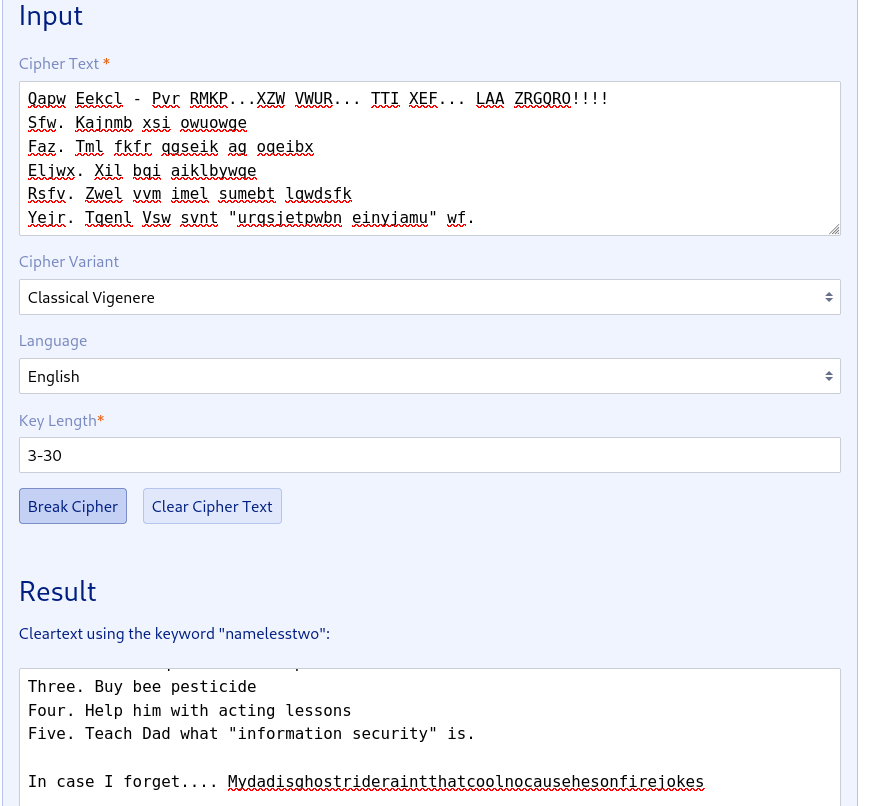 Input
Cipher Text *
Qapw Eekcl - Pvr RMKP...XZW VWUR... TTI XEF... LAA ZRGQRO!!!!
Sfw. Kajnmb xsi owuowge
Faz. Tml fkfr qgseik ag oqeibx
Eljwx. Xil bqi aiklbywqe
Rsfv. Zwel vvm imel sumebt lqwdsfk
Yejr. Tqenl Vsw svnt "urqsjetpwbn einyjamu" wf.
Cipher Variant
Classical Vigenere
Language
English
Key Length*
3-30
Break Cipher
Clear Cipher Text
Result
Cleartext using the keyword "namelesstwo":
Three. Buy bee pesticide
Four. Help him with acting lessons
Five. Teach Dad what "information security" is.
In case I forget.... Mydadisghostrideraintthatcoolnocausehesonfirejokes